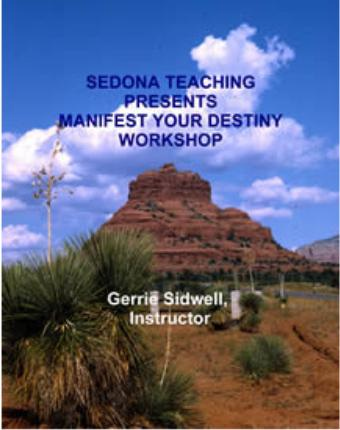 SEDONA TEACHING
PRESENTS
MANIFEST YOUR DESTINY
WORKSHOP
Gerrie Sidwell,
Instructor